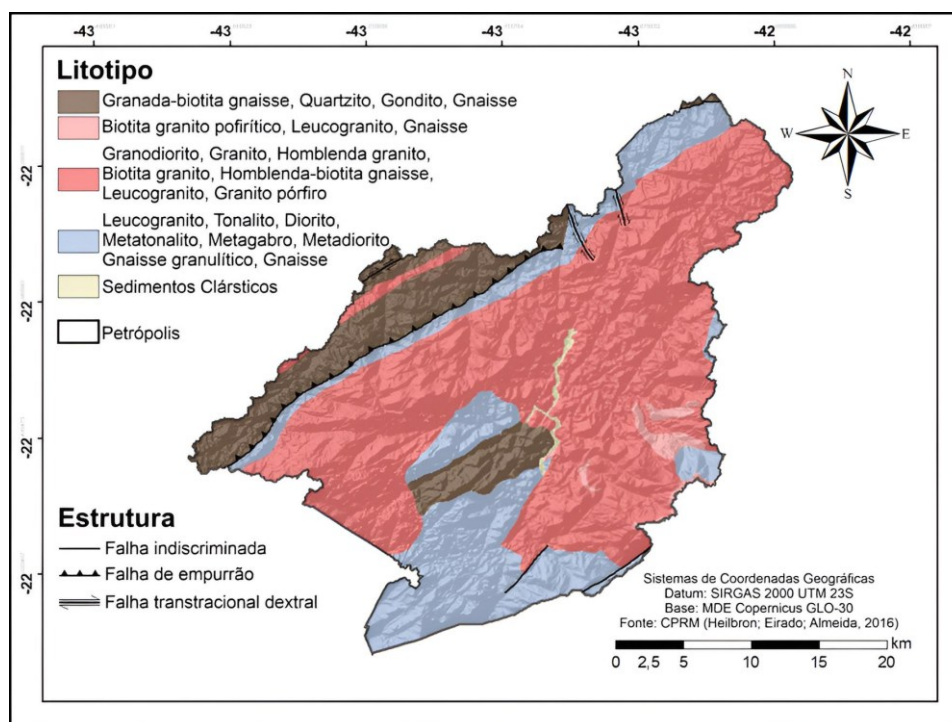 -43 -43 -43 -43 -43 -42 -42
Litotipo
Granada-biotita gnaisse, Quartzito, Gondito, Gnaisse
Biotita granito pofirítico, Leucogranito, Gnaisse
Granodiorito, Granito, Homblenda granito,
Biotita granito, Homblenda-biotita gnaisse,
Leucogranito, Granito pórfiro
Leucogranito, Tonalito, Diorito,
Metatonalito, Metagabro, Metadiorito
Gnaisse granulítico, Gnaisse
Sedimentos Clársticos
Petrópolis
N
W
E
S
-22
-22
-22
-22
Estrutura
Falha indiscriminada
Falha de empurrão
Falha transtracional dextral
Sistemas de Coordenadas Geográficas
Datum: SIRGAS 2000 UTM 23S
Base: MDE Copernicus GLO-30
Fonte: CPRM (Heilbron; Eirado; Almeida, 2016)
km
0 2,5 5 10 15 20